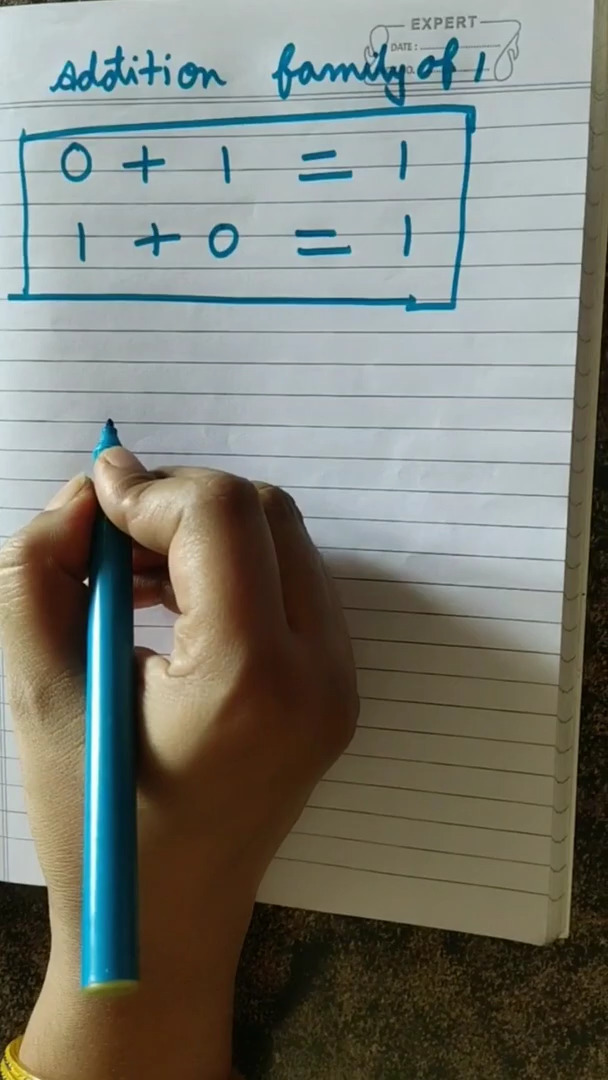 EXPERT
DATE :
addition family of 1
0 + 1 = 1
1 + 0 = 1